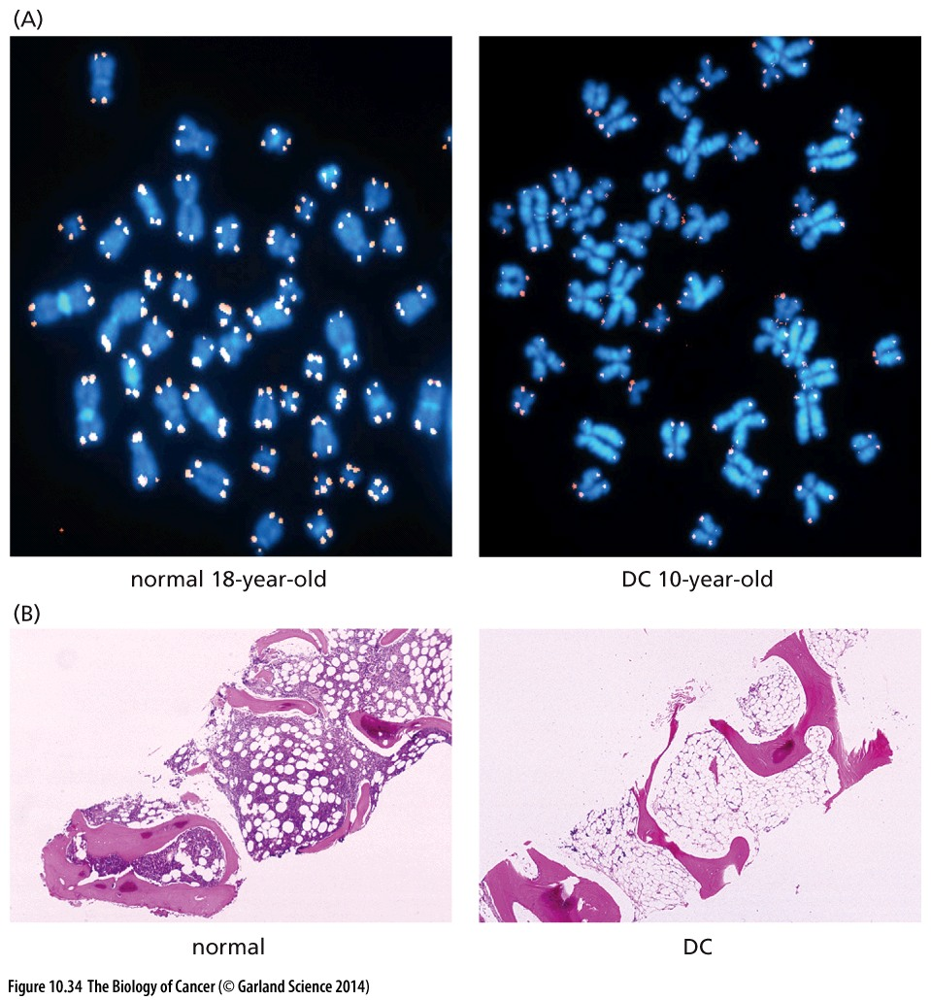 (A)
normal 18-year-old
DC 10-year-old
(B)
normal
DC
Figure 10.34 The Biology of Cancer (© Garland Science 2014)